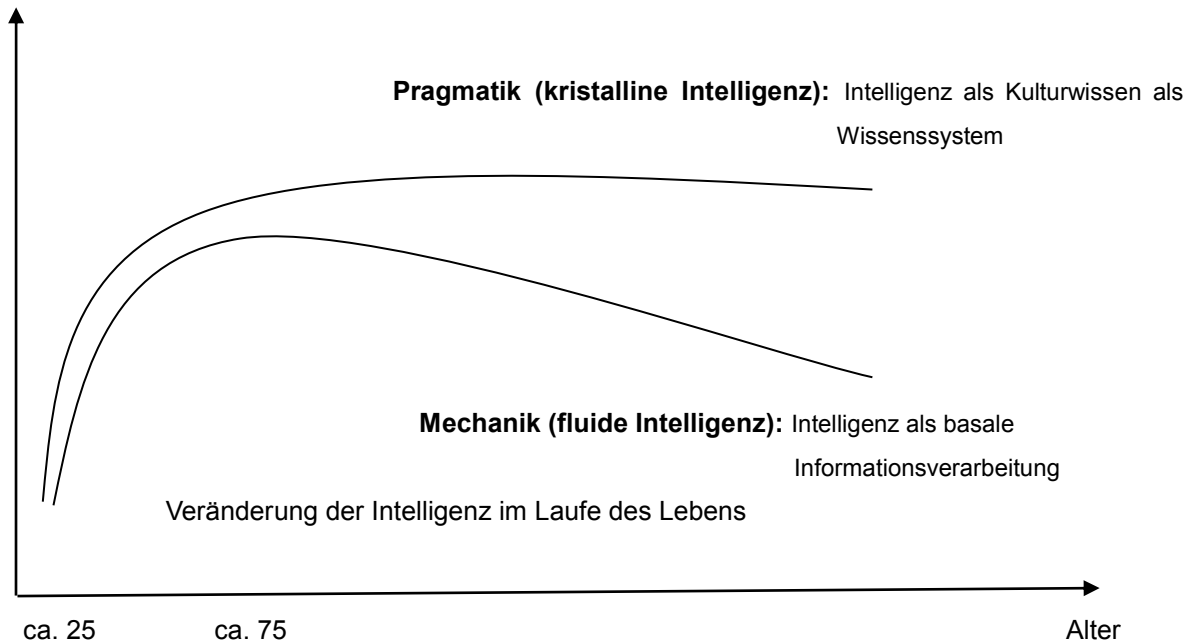 Pragmatik (kristalline Intelligenz): Intelligenz als Kulturwissen als
Wissenssystem
Mechanik (fluide Intelligenz): Intelligenz als basale
Informationsverarbeitung
Veränderung der Intelligenz im Laufe des Lebens
ca. 25 ca. 75 Alter